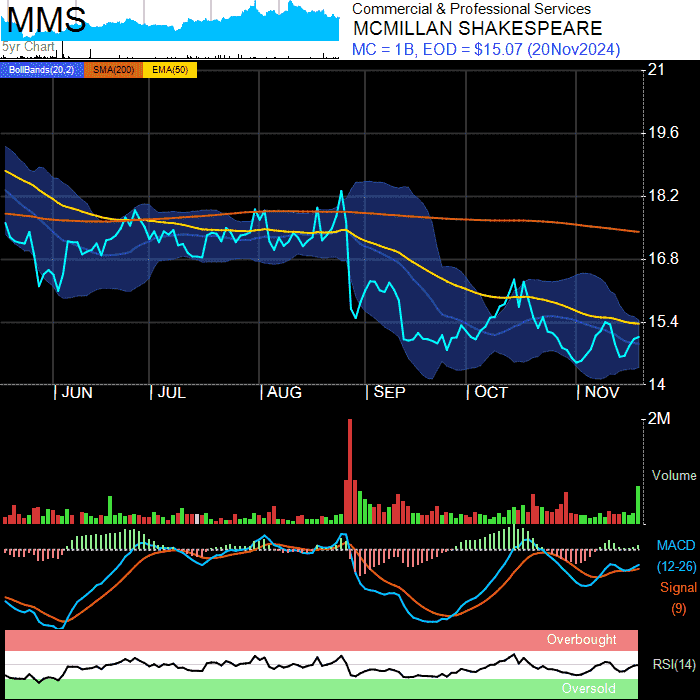 MMS
5yr Chart
Commercial & Professional Services
MCMILLAN SHAKESPEARE
MC = 1B, EOD = $15.07 (20Nov2024)
BollBands(20,2) SMA(200) EMA(50)
21
19.6
18.2
16.8
15.4
14
JUN JUL AUG SEP OCT NOV
2M
Volume
MACD
(12-26)
Signal
(9)
Overbought
RSI(14)
Oversold